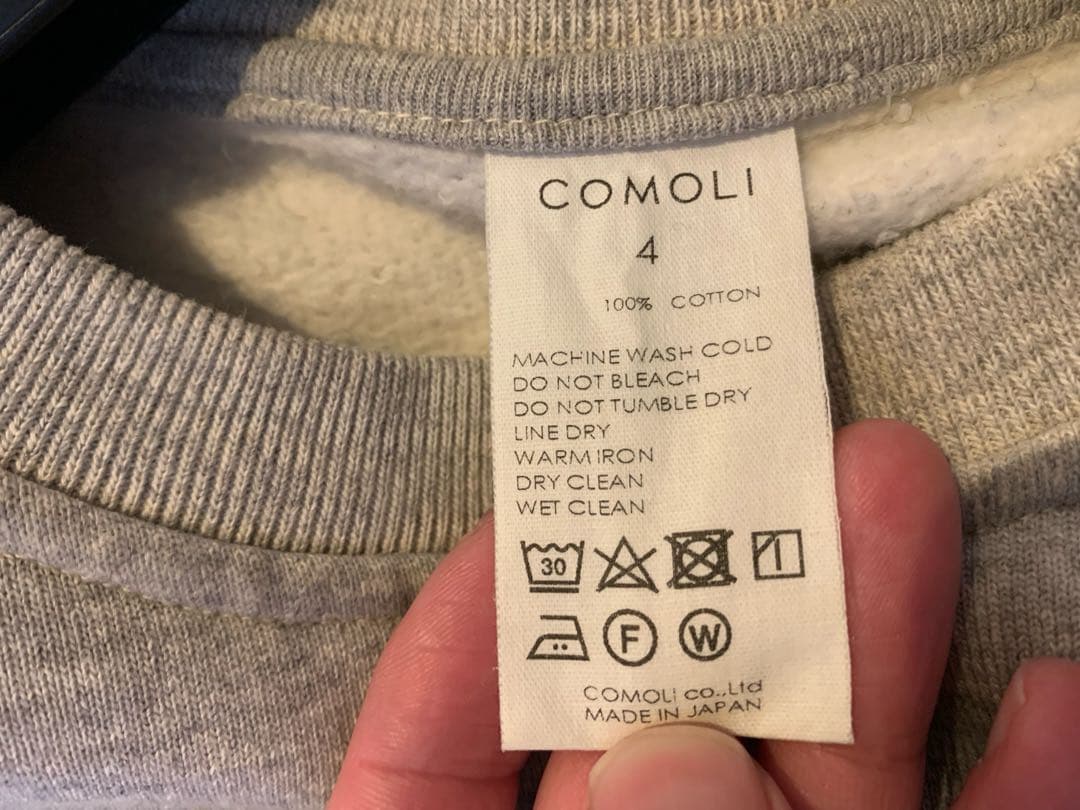 COMOLI
4
100% COTTON
MACHINE WASH COLD
DO NOT BLEACH
DO NOT TUMBLE DRY
LINE DRY
WARM IRON
DRY CLEAN
WET CLEAN
30
F W
COMOLI co.,Ltd
MADE IN JAPAN